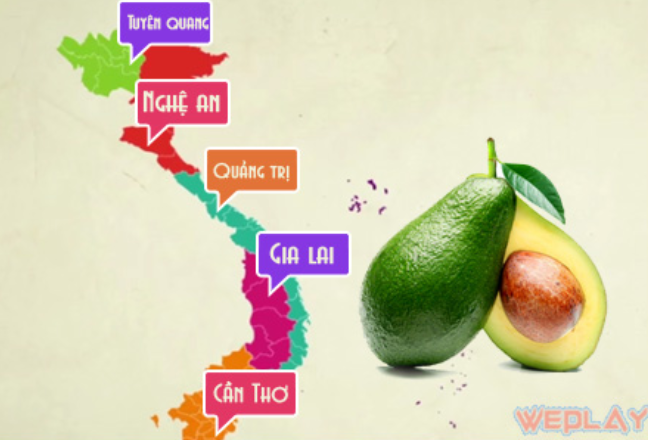 Tuyên quang
Nghệ an
Quảng trị
Gia lai
Cần Thơ
WEPLAY